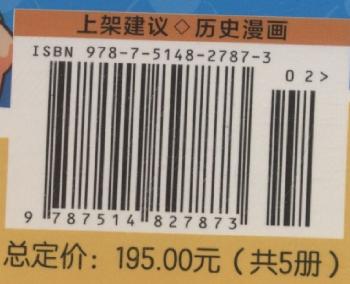 上架建议◇历史漫画
ISBN 978-7-5148-2787-3
02>
9 787514 827873
总定价：195.00元（共5册）